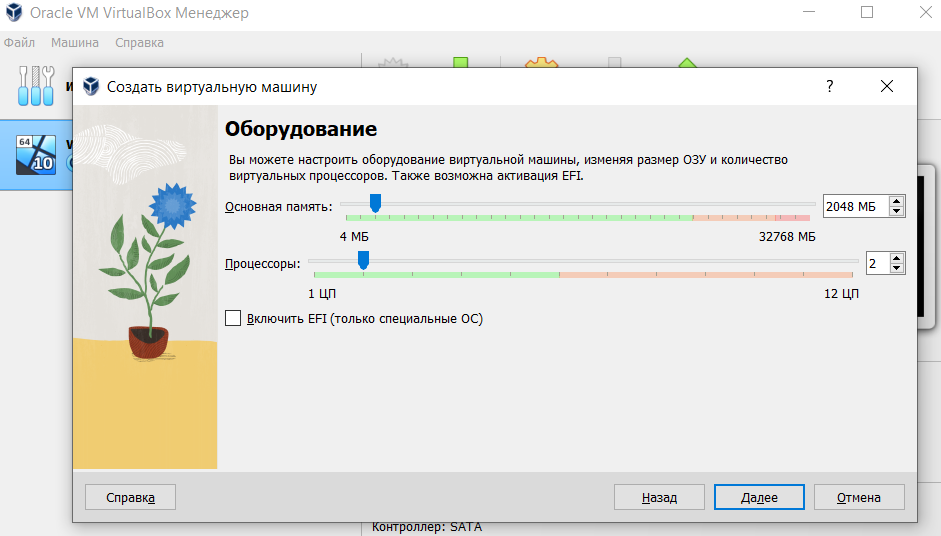 Oracle VM VirtualBox Менеджер
Файл Машина Справка
Создать виртуальную машину ?
64
10
Оборудование
Вы можете настроить оборудование виртуальной машины, изменяя размер ОЗУ и количество
виртуальных процессоров. Также возможна активация EFI.
Основная память: 2048 МБ
4 МБ 32768 МБ
Процессоры: 2
1 ЦП 12 ЦП
Включить EFI (только специальные ОС)
Справка Назад Далее Отмена
Контроллер: SATA